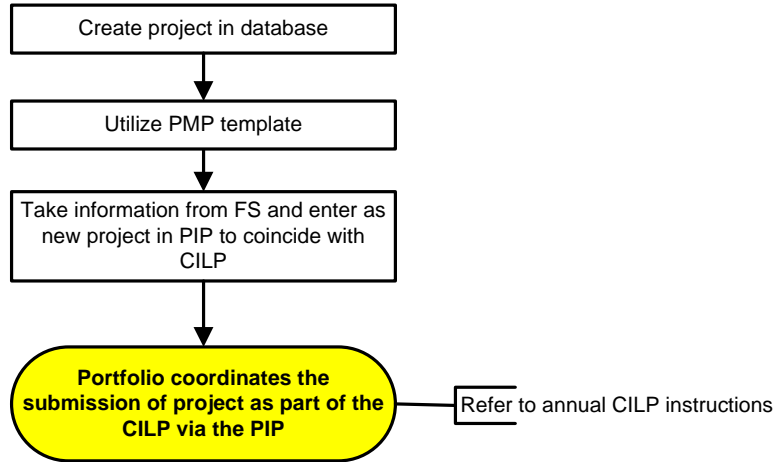 Create project in database
Utilize PMP template
Take information from FS and enter as
new project in PIP to coincide with
CILP
Portfolio coordinates the
submission of project as part of the
CILP via the PIP
Refer to annual CILP instructions